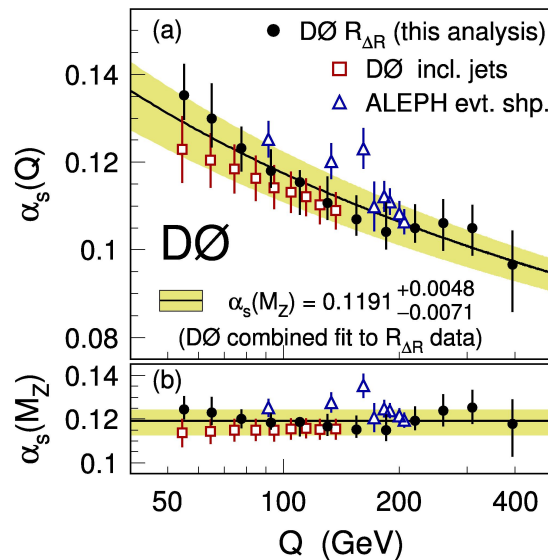 (a)
DØ R_ΔR (this analysis)
DØ incl. jets
ALEPH evt. shp.
α_s(Q)
0.14
0.12
0.1
0.08
DØ
α_s(M_Z) = 0.1191 +0.0048 −0.0071
(DØ combined fit to R_ΔR data)
(b)
α_s(M_Z)
0.14
0.12
0.1
50 100 200 400
Q (GeV)